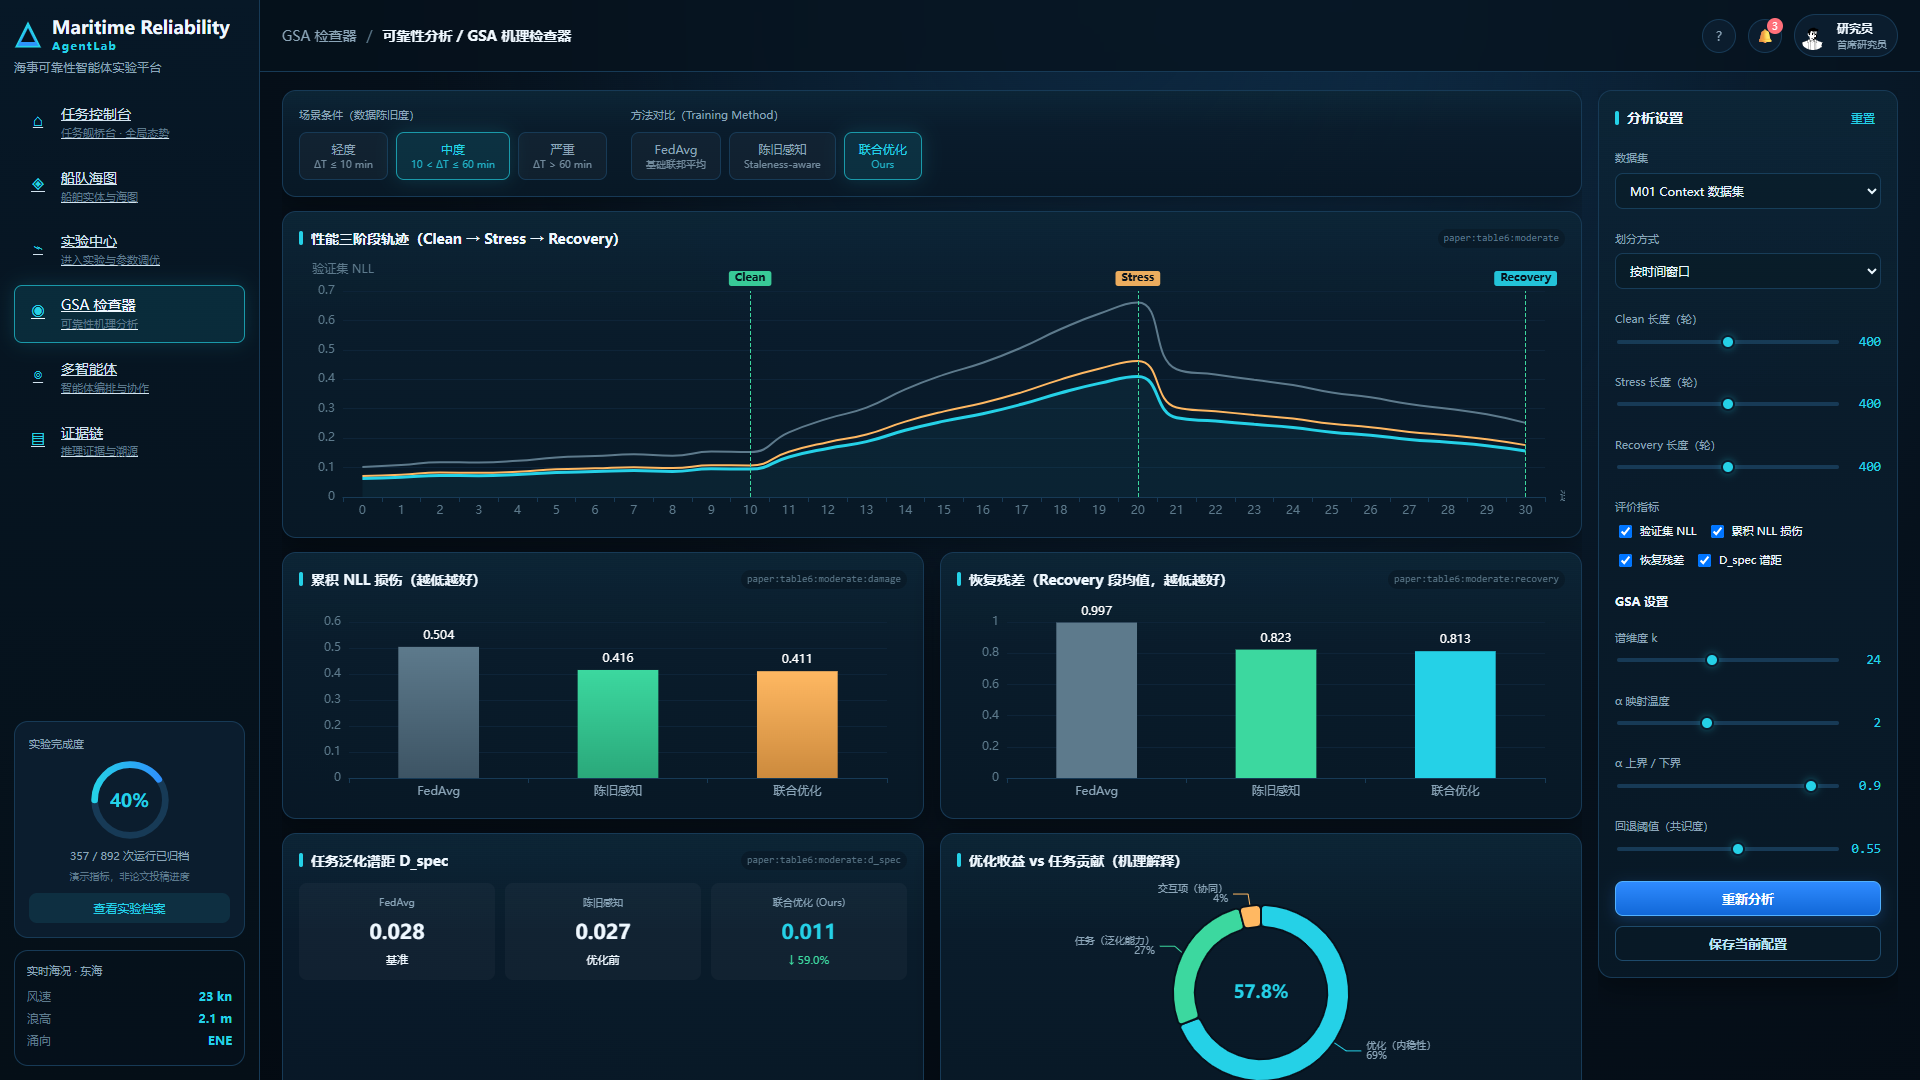 Maritime Reliability
AgentLab
海事可靠性智能体实验平台
任务控制台
任务舰桥台 · 全局态势
船队海图
船舶实体与海图
实验中心
进入实验与参数调优
GSA 检查器
可靠性机理分析
多智能体
智能体编排与协作
证据链
推理证据与溯源
实验完成度
40%
357 / 892 次运行已归档
演示指标，非论文投稿进度
查看实验档案
实时海况 · 东海
风速 23 kn
浪高 2.1 m
涌向 ENE
GSA 检查器 / 可靠性分析 / GSA 机理检查器
?
3
研究员
首席研究员
场景条件（数据陈旧度）
轻度
ΔT ≤ 10 min
中度
10 < ΔT ≤ 60 min
严重
ΔT > 60 min
方法对比（Training Method）
FedAvg
基础联邦平均
陈旧感知
Staleness-aware
联合优化
Ours
性能三阶段轨迹（Clean → Stress → Recovery）
paper:table6:moderate
验证集 NLL
Clean
Stress
Recovery
0.7
0.6
0.5
0.4
0.3
0.2
0.1
0
0 1 2 3 4 5 6 7 8 9 10 11 12 13 14 15 16 17 18 19 20 21 22 23 24 25 26 27 28 29 30
累积 NLL 损伤（越低越好）
paper:table6:moderate:damage
0.6
0.5
0.4
0.3
0.2
0.1
0
0.504
0.416
0.411
FedAvg 陈旧感知 联合优化
恢复残差（Recovery 段均值，越低越好）
paper:table6:moderate:recovery
1
0.8
0.6
0.4
0.2
0
0.997
0.823
0.813
FedAvg 陈旧感知 联合优化
任务泛化谱距 D_spec
paper:table6:moderate:d_spec
FedAvg
0.028
基准
陈旧感知
0.027
优化前
联合优化 (Ours)
0.011
↓ 59.0%
优化收益 vs 任务贡献（机理解释）
交互项（协同）
4%
任务（泛化能力）
27%
57.8%
优化（内稳性）
69%
分析设置
重置
数据集
M01 Context 数据集
划分方式
按时间窗口
Clean 长度（轮）
400
Stress 长度（轮）
400
Recovery 长度（轮）
400
评价指标
验证集 NLL 累积 NLL 损伤
恢复残差 D_spec 谱距
GSA 设置
谱维度 k
24
α 映射温度
2
α 上界 / 下界
0.9
回退阈值（共识度）
0.55
重新分析
保存当前配置